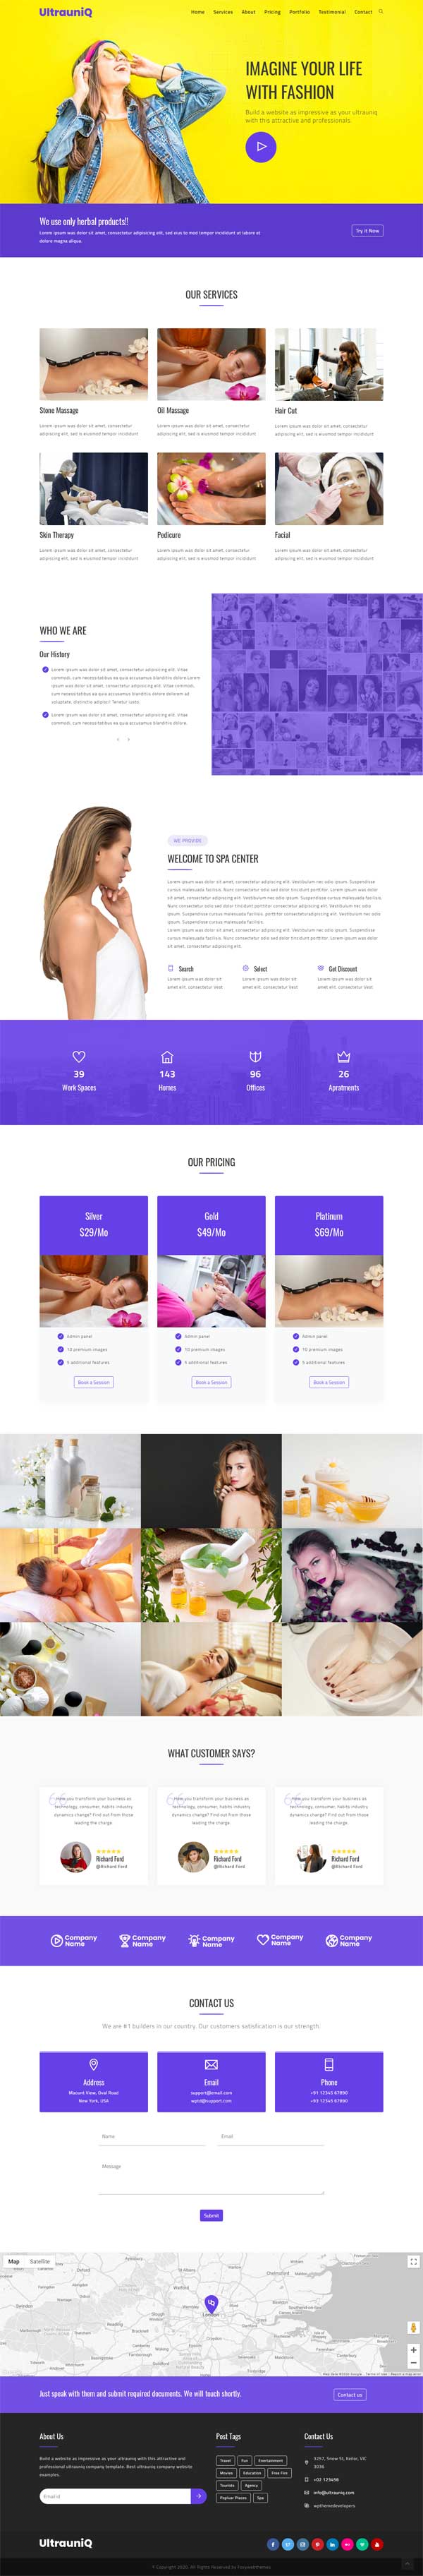 UltrauniQ
Home Services About Pricing Portfolio Testimonial Contact
IMAGINE YOUR LIFE
WITH FASHION
Build a website as impressive as your ultrauniq
with this attractive and professionals.
We use only herbal products!!
Lorem ipsum was dolor sit amet, consectetur adipiscing elit, sed eius to mod tempor incididunt ut labore et
dolore magna aliqua.
Try it Now
OUR SERVICES
Stone Massage
Lorem ipsum was dolor sit amet, consectetur
adipiscing elit, sed is eiusmod tempor incididunt
Oil Massage
Lorem ipsum was dolor sit amet, consectetur
adipiscing elit, sed is eiusmod tempor incididunt
Hair Cut
Lorem ipsum was dolor sit amet, consectetur
adipiscing elit, sed is eiusmod tempor incididunt
Skin Therapy
Lorem ipsum was dolor sit amet, consectetur
adipiscing elit, sed is eiusmod tempor incididunt
Pedicure
Lorem ipsum was dolor sit amet, consectetur
adipiscing elit, sed is eiusmod tempor incididunt
Facial
Lorem ipsum was dolor sit amet, consectetur
adipiscing elit, sed is eiusmod tempor incididunt
WHO WE ARE
Our History
Lorem ipsum was dolor sit amet, consectetur adipisicing elit. Vitae
commodi, cum necessitatibus ea quia accusamus blanditiis dolore Lorem
ipsum was dolor sit amet, consectetur adipisicing elit. Vitae commodi,
cum necessitatibus ea quia accusamus blanditiis dolore dolorem ad
voluptate, distinctio adipisci? Tenetur iusto.
Lorem ipsum was dolor sit amet, consectetur adipisicing elit. Vitae
commodi, cum necessitatibus ea quia accusamus blanditiis dolore.
WE PROVIDE
WELCOME TO SPA CENTER
Lorem ipsum was dolor sit amet, consectetur adipiscing elit. Vestibulum nec odio ipsum. Suspendisse
cursus malesuada facilisis. Nunc consectetur odio sed dolor tincidunt porttitor. Lorem ipsum was dolor
sit amet, consectetur adipiscing elit. Vestibulum nec odio ipsum. Suspendisse cursus malesuada facilisis.
Nunc consectetur odio sed dolor tincidunt porttitor consectetur adipiscing elit. Vestibulum nec odio
ipsum. Suspendisse cursus malesuada facilisis. porttitor consecteturadipiscing elit. Vestibulum nec odio
ipsum. Suspendisse cursus malesuada facilisis.
Lorem ipsum was dolor sit amet, consectetur adipiscing elit. Vestibulum nec odio ipsum. Suspendisse
cursus malesuada facilisis. Nunc consectetur odio sed dolor tincidunt porttitor. Lorem ipsum was dolor
sit amet, consectetur adipiscing elit.
Search
Lorem ipsum was dolor sit
amet elit, consectetur best.
Select
Lorem ipsum was dolor sit
amet elit, consectetur best.
Get Discount
Lorem ipsum was dolor sit
amet elit, consectetur best.
39
Work Spaces
143
Homes
96
Offices
26
Apratments
OUR PRICING
Silver
$29/Mo
Admin panel
10 premium images
5 additional features
Book a Session
Gold
$49/Mo
Admin panel
10 premium images
5 additional features
Book a Session
Platinum
$69/Mo
Admin panel
10 premium images
5 additional features
Book a Session
WHAT CUSTOMER SAYS?
How you transform your business as
technology, consumer, habits industry
dynamics change? Find out from those
leading the charge.
Richard Ford
@Richard Ford
How you transform your business as
technology, consumer, habits industry
dynamics change? Find out from those
leading the charge.
Richard Ford
@Richard Ford
How you transform your business as
technology, consumer, habits industry
dynamics change? Find out from those
leading the charge.
Richard Ford
@Richard Ford
Company
Name
Company
Name
Company
Name
Company
Name
Company
Name
CONTACT US
We are #1 builders in our country. Our customers satisfication is our strength.
Address
Mount View, Oval Road
New York, USA
Email
support@email.com
wptd@support.com
Phone
+91 12345 67890
+93 12345 67890
Name
Email
Message
Submit
Map Satellite
London
Just speak with them and submit required documents. We will touch shortly.
Contact us
About Us
Build a website as impressive as your ultrauniq with this attractive and
professional ultrauniq company template. Best ultrauniq company website
examples.
Email id
Post Tags
Travel
Fun
Entertainment
Movies
Education
Free Fire
Tourists
Agency
Poplyar Places
Spa
Contact Us
3257, Snow St, Keilor, VIC
3036
+02 123456
info@ultrauniq.com
wpthemedevelopers
UltrauniQ
© Copyright 2020. All Rights Reserved by Fonywebthemes